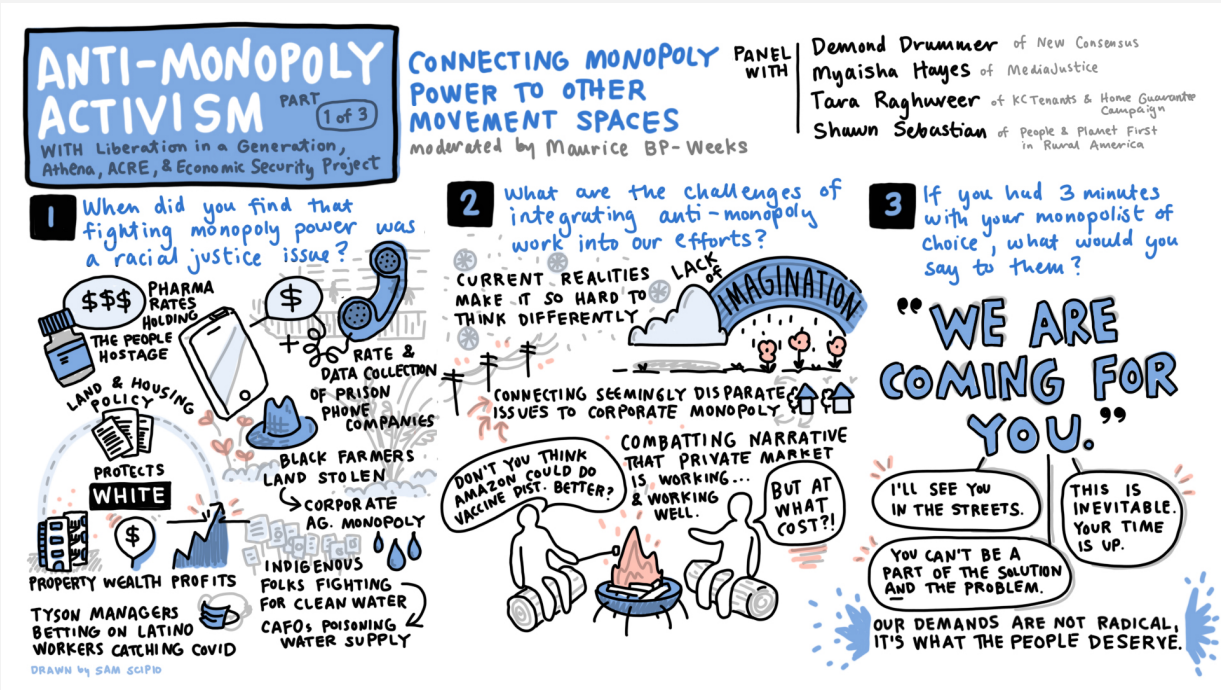 ANTI-MONOPOLY
ACTIVISM
PART
1 of 3
WITH Liberation in a Generation,
Athena, ACRE, & Economic Security Project
CONNECTING MONOPOLY
POWER TO OTHER
MOVEMENT SPACES
moderated by Maurice BP-Weeks
PANEL
WITH
Demond Drummer of New Consensus
Myaisha Hayes of MediaJustice
Tara Raghuveer of KC Tenants & Home Guarantee
Campaign
Shawn Sebastian of People & Planet First
in Rural America
1
When did you find that
fighting monopoly power was
a racial justice issue?
$$$
PHARMA
RATES
HOLDING
THE PEOPLE
HOSTAGE
$
+
RATE &
DATA COLLECTION
OF PRISON
PHONE
COMPANIES
LAND & HOUSING
POLICY
PROTECTS
WHITE
$
PROPERTY WEALTH PROFITS
BLACK FARMERS
LAND STOLEN
CORPORATE
AG. MONOPOLY
INDIGENOUS
FOLKS FIGHTING
FOR CLEAN WATER
CAFOs POISONING
WATER SUPPLY
TYSON MANAGERS
BETTING ON LATINO
WORKERS CATCHING COVID
DRAWN by SAM SCIPIO
2
What are the challenges of
integrating anti-monopoly
work into our efforts?
CURRENT REALITIES
MAKE IT SO HARD TO
THINK DIFFERENTLY
LACK
of
IMAGINATION
CONNECTING SEEMINGLY DISPARATE
ISSUES TO CORPORATE MONOPOLY
COMBATTING NARRATIVE
THAT PRIVATE MARKET
IS WORKING...
& WORKING
WELL.
DON'T YOU THINK
AMAZON COULD DO
VACCINE DIST. BETTER?
BUT AT
WHAT
COST?!
3
If you had 3 minutes
with your monopolist of
choice, what would you
say to them?
"WE ARE
COMING FOR
YOU."
I'LL SEE YOU
IN THE STREETS.
THIS IS
INEVITABLE.
YOUR TIME
IS UP.
YOU CAN'T BE A
PART OF THE SOLUTION
AND THE PROBLEM.
OUR DEMANDS ARE NOT RADICAL,
IT'S WHAT THE PEOPLE DESERVE.